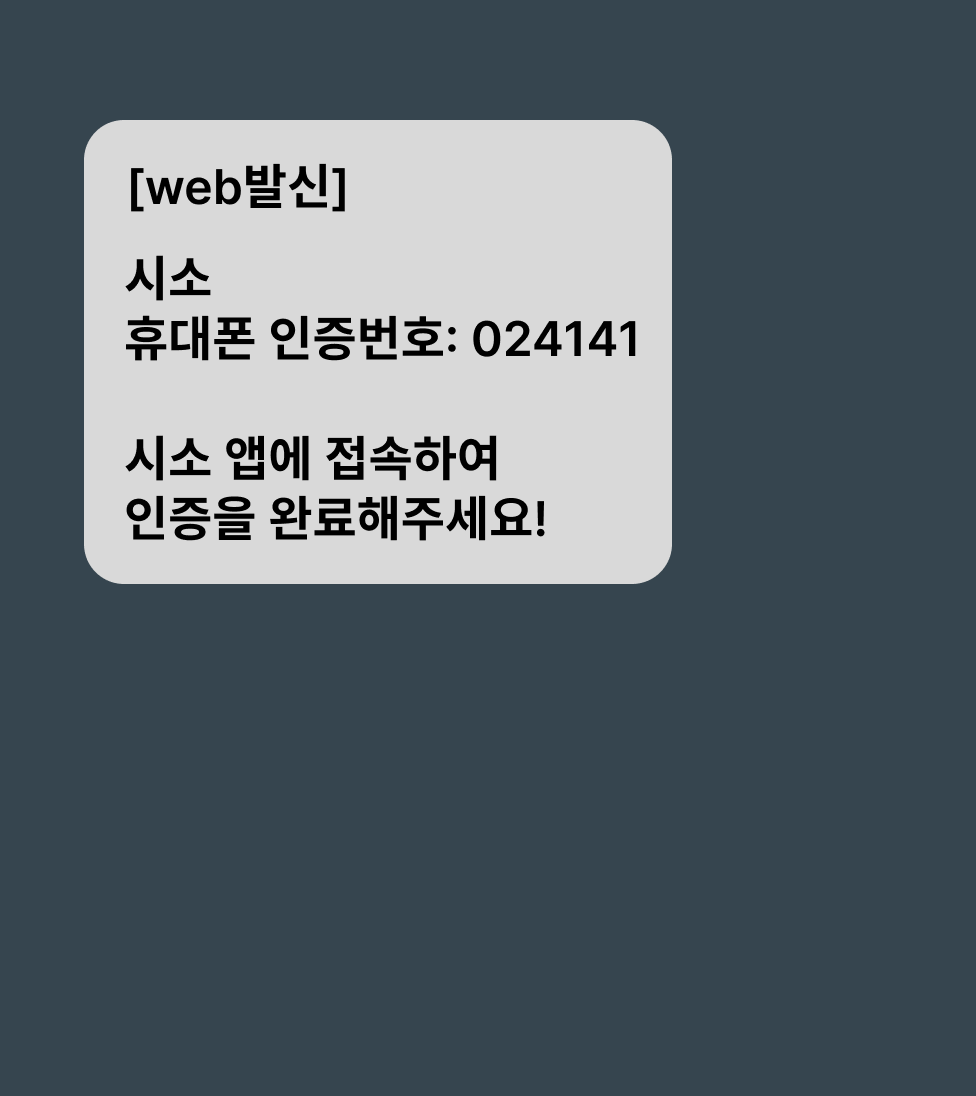 [web발신]
시소
휴대폰 인증번호: 024141
시소 앱에 접속하여
인증을 완료해주세요!